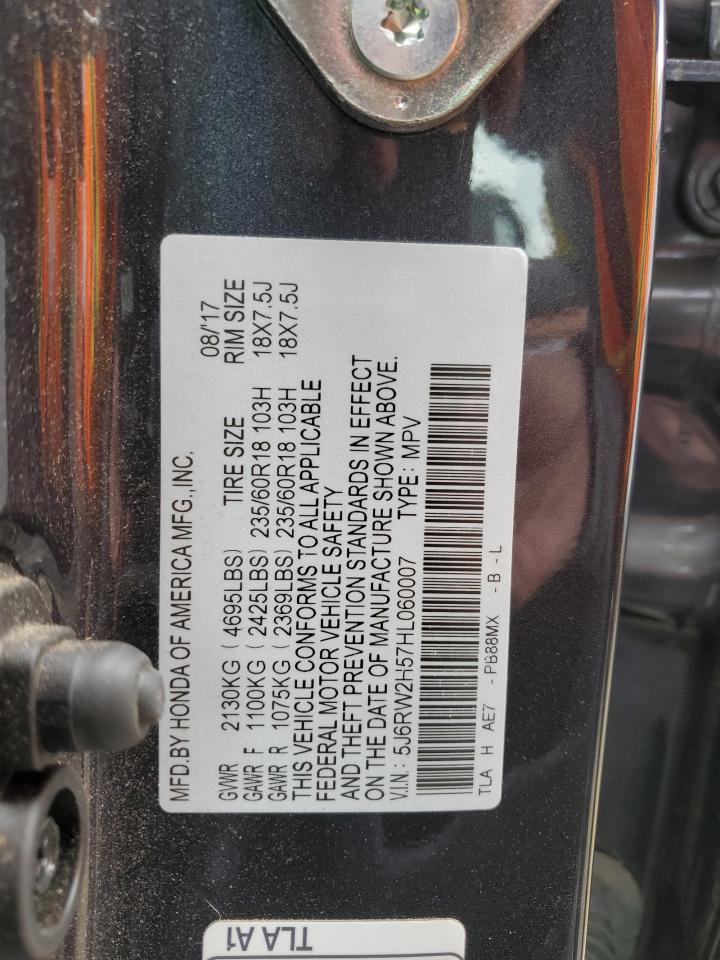 MFD.BY HONDA OF AMERICA MFG.,INC.
08/'17
GVWR 2130KG ( 4695LBS) TIRE SIZE RIM SIZE
GAWR F 1100KG ( 2425LBS) 235/60R18 103H 18X7.5J
GAWR R 1075KG ( 2369LBS) 235/60R18 103H 18X7.5J
THIS VEHICLE CONFORMS TO ALL APPLICABLE
FEDERAL MOTOR VEHICLE SAFETY
AND THEFT PREVENTION STANDARDS IN EFFECT
ON THE DATE OF MANUFACTURE SHOWN ABOVE.
V.I.N.: 5J6RW2H57HL060007 TYPE: MPV
TLA H AE7 - PB88MX - B - L
TLA A1